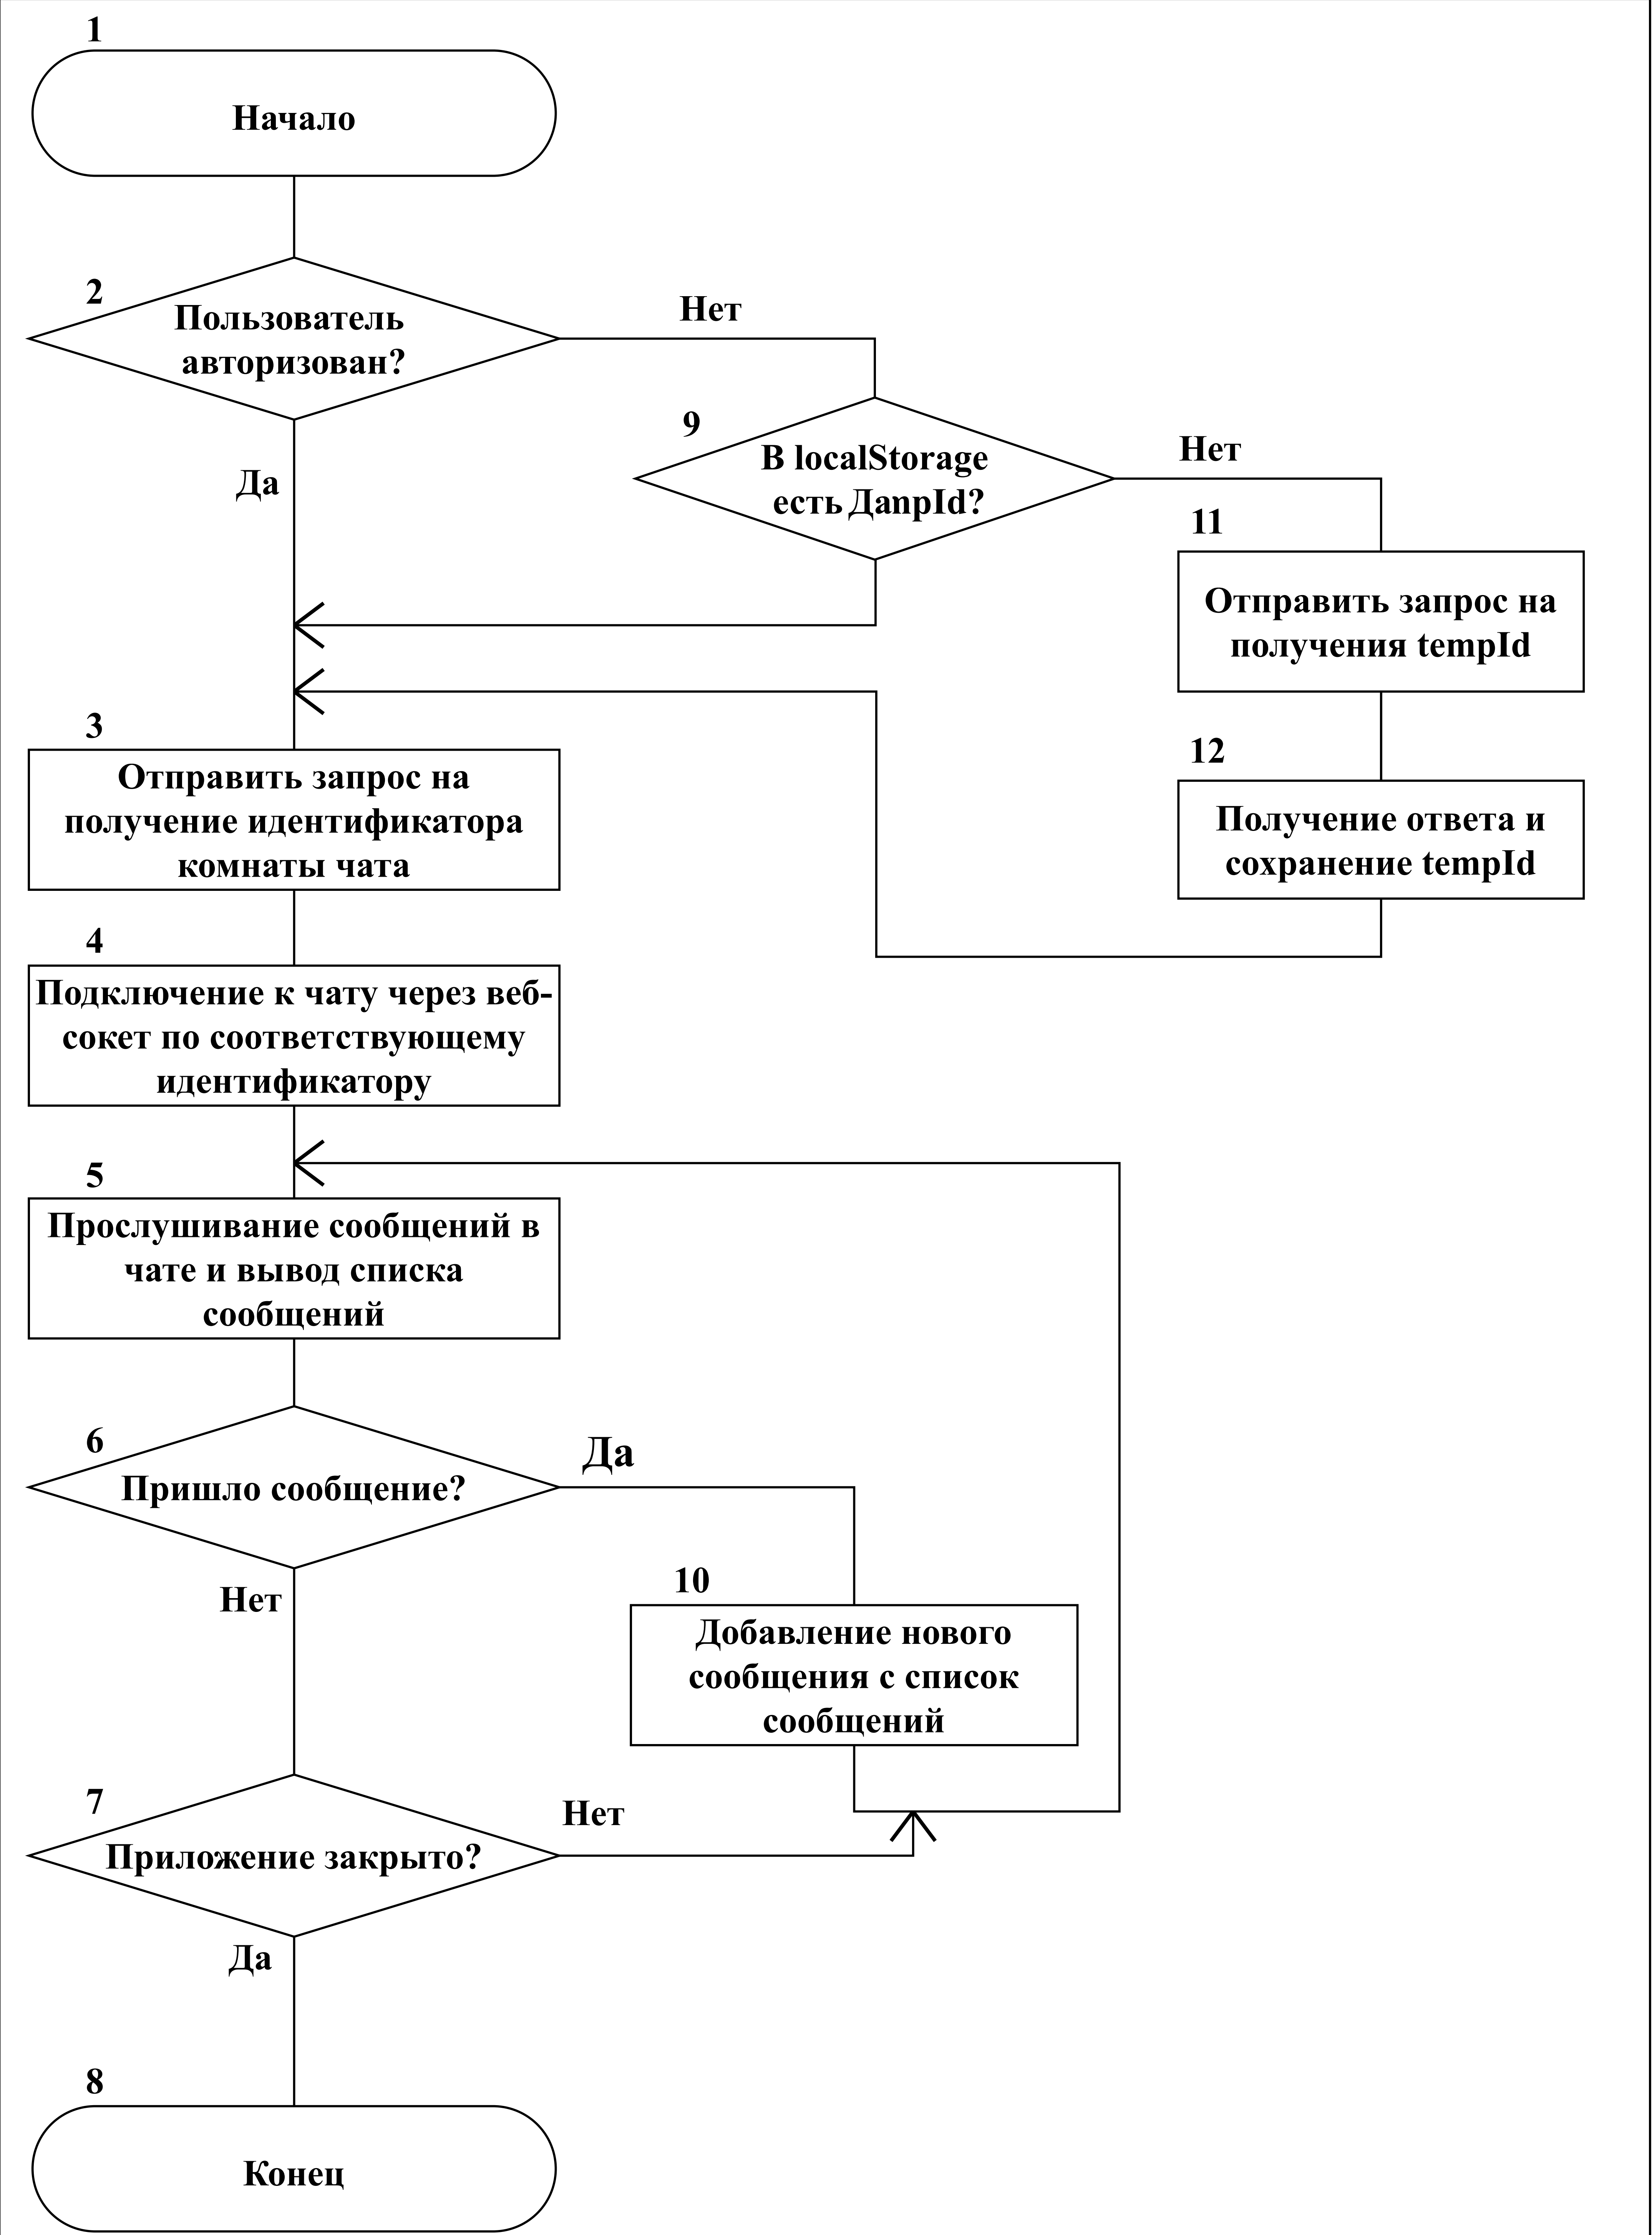 1
Начало
2
Пользователь
авторизован?
Нет
Да
9
В localStorage
есть ДапpId?
Нет
11
Отправить запрос на
получения tempId
12
Получение ответа и
сохранение tempId
3
Отправить запрос на
получение идентификатора
комнаты чата
4
Подключение к чату через веб-
сокет по соответствующему
идентификатору
5
Прослушивание сообщений в
чате и вывод списка
сообщений
6
Пришло сообщение?
Да
Нет
10
Добавление нового
сообщения с список
сообщений
7
Приложение закрыто?
Нет
Да
8
Конец